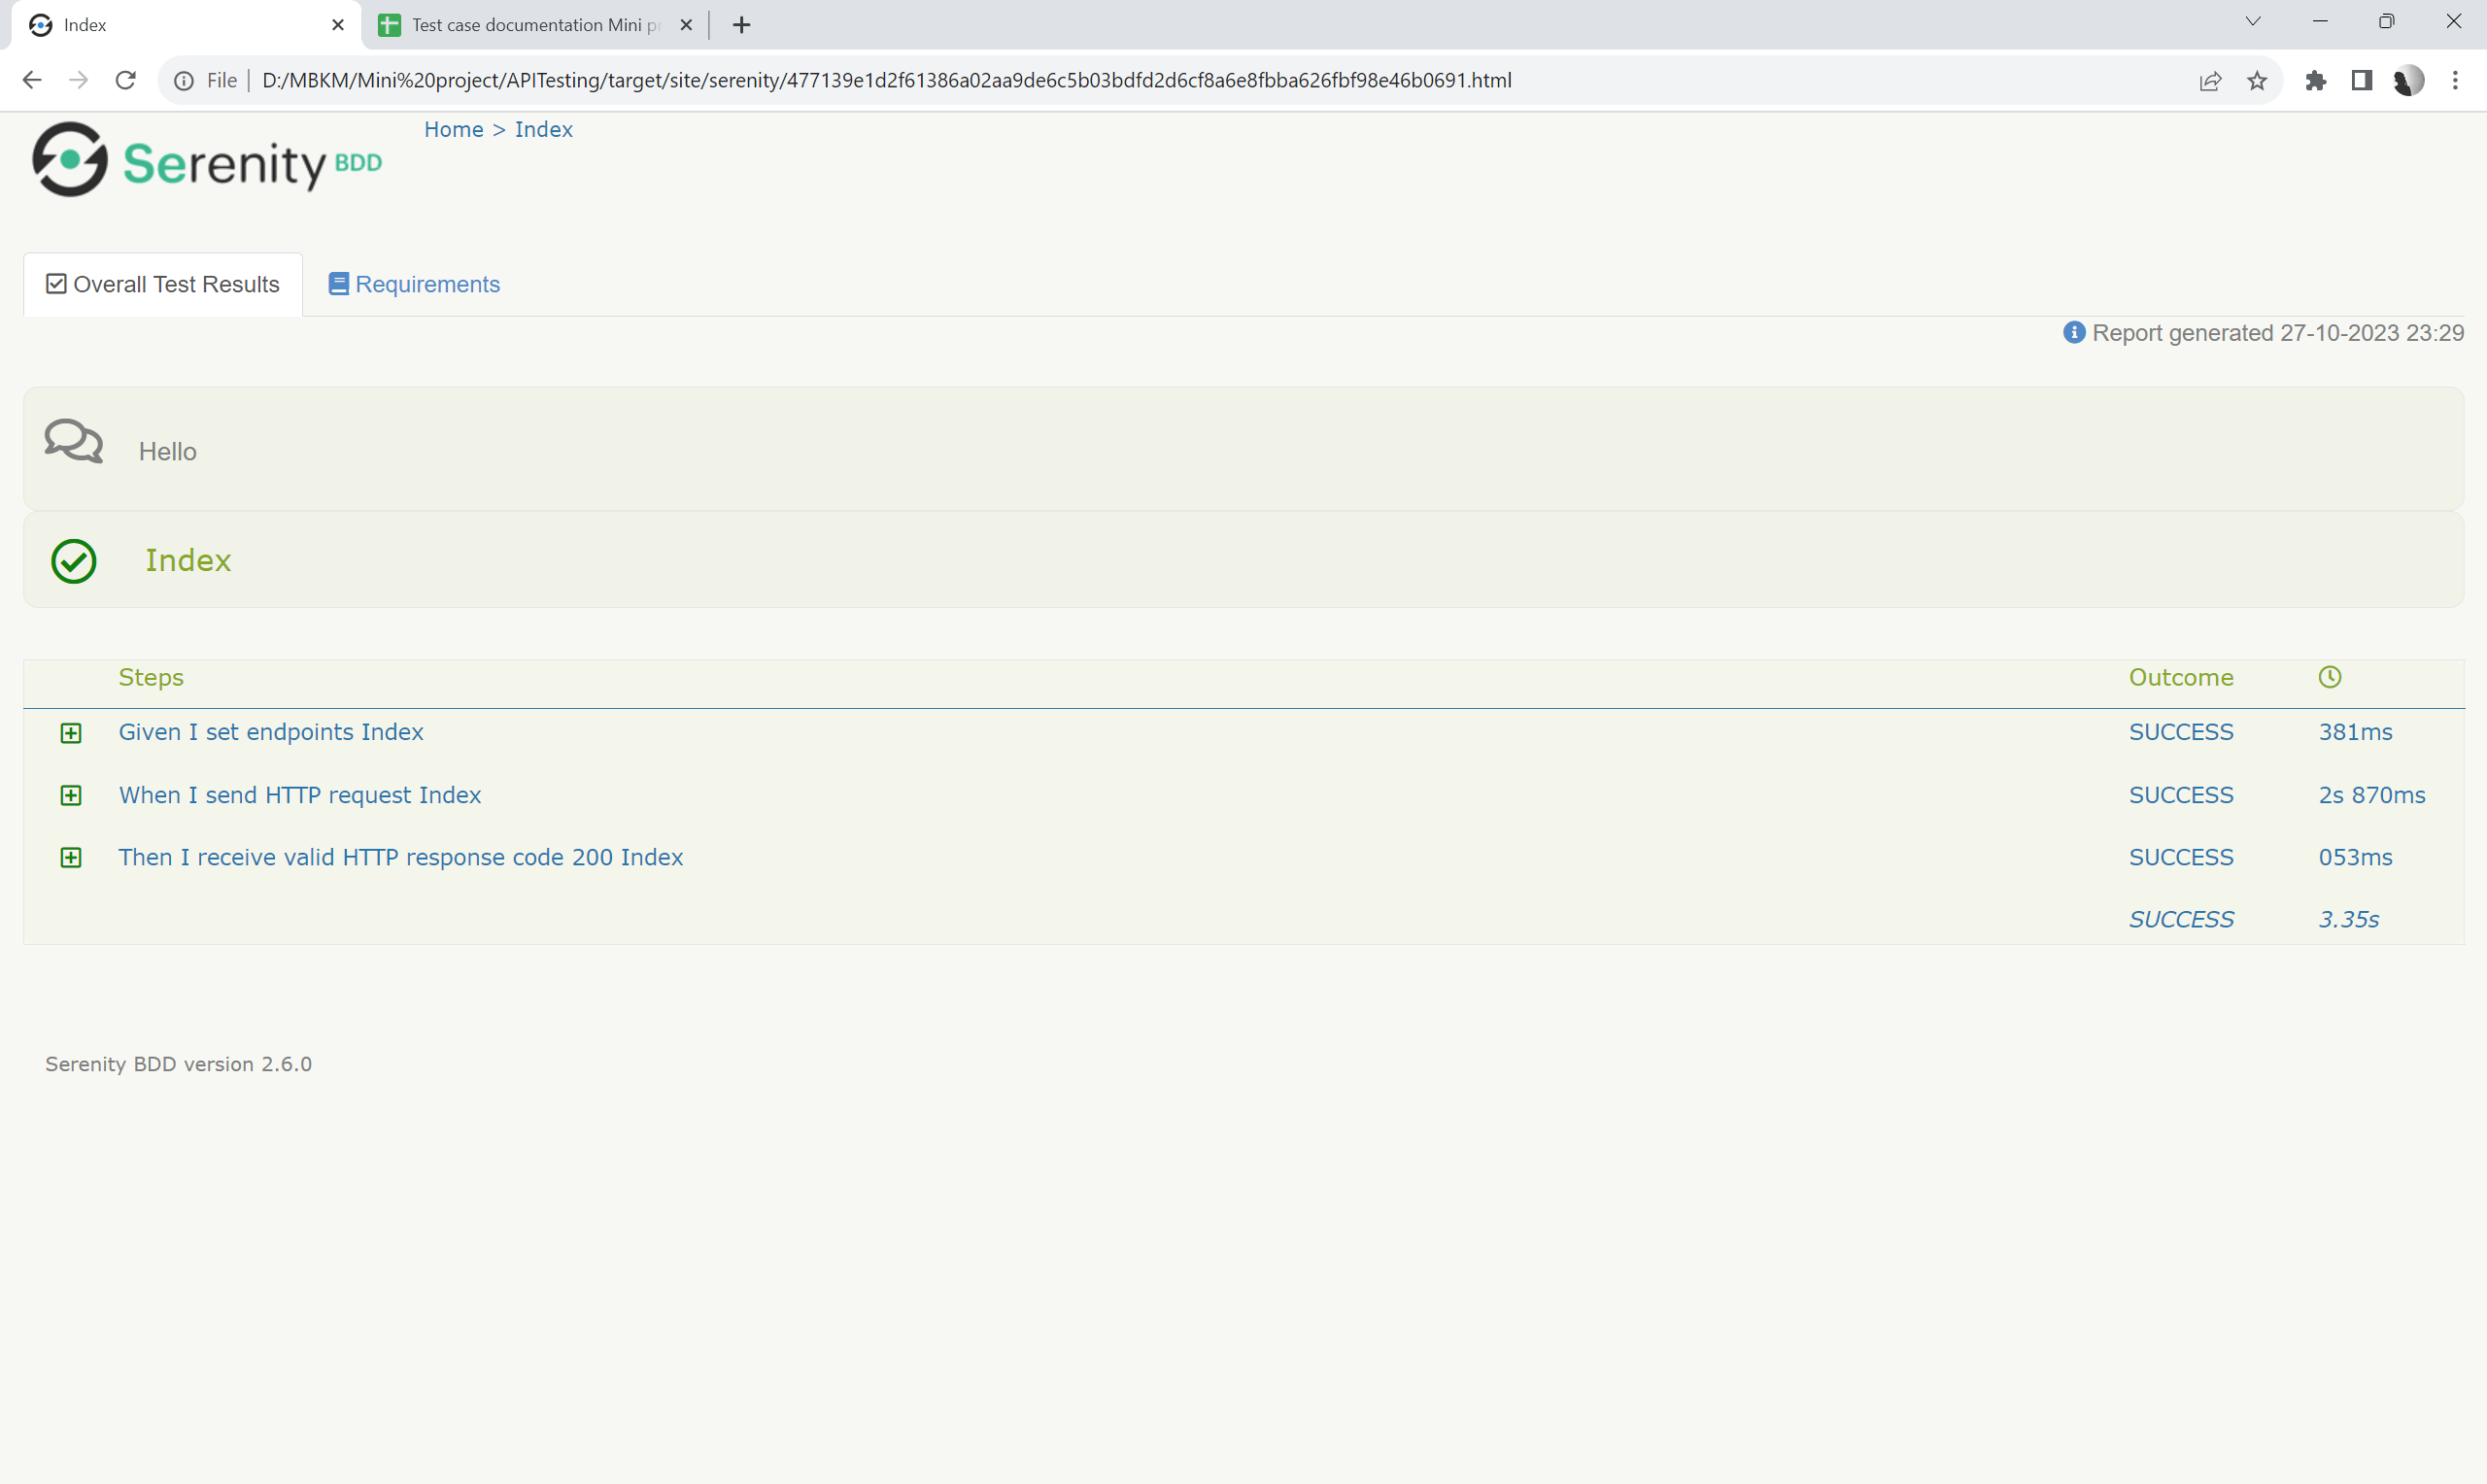 Index
Test case documentation Mini
File
D:/MBKM/Mini%20project/APITesting/target/site/serenity/477139e1d2f61386a02aa9de6c5b03bdfd2d6cf8a6e8fbba626fbf98e46b0691.html
Serenity BDD
Home > Index
Overall Test Results
Requirements
Report generated 27-10-2023 23:29
Hello
Index
Steps Outcome
Given I set endpoints Index SUCCESS 381ms
When I send HTTP request Index SUCCESS 2s 870ms
Then I receive valid HTTP response code 200 Index SUCCESS 053ms
SUCCESS 3.35s
Serenity BDD version 2.6.0